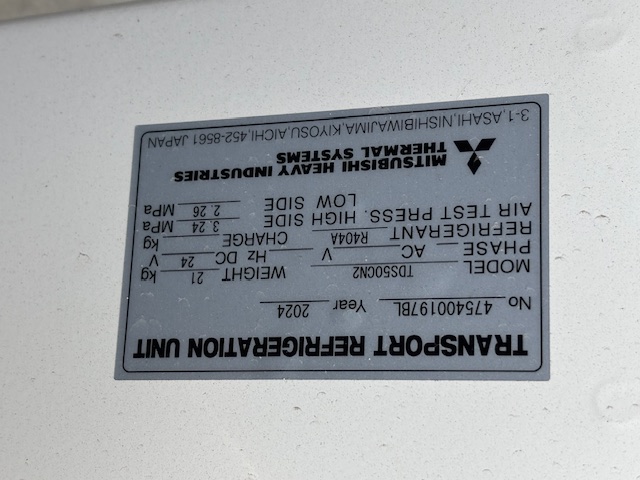 TRANSPORT REFRIGERATION UNIT
No 475400197BL Year 2024
MODEL TDS50CN2 WEIGHT 21 kg
PHASE AC V Hz DC 24 V
REFRIGERANT R404A CHARGE kg
AIR TEST PRESS. HIGH SIDE 3.24 MPa
LOW SIDE 2.26 MPa
MITSUBISHI HEAVY INDUSTRIES
THERMAL SYSTEMS
3-1,ASAHI,NISHIBIWAJIMA,KIYOSU,AICHI,452-8561 JAPAN